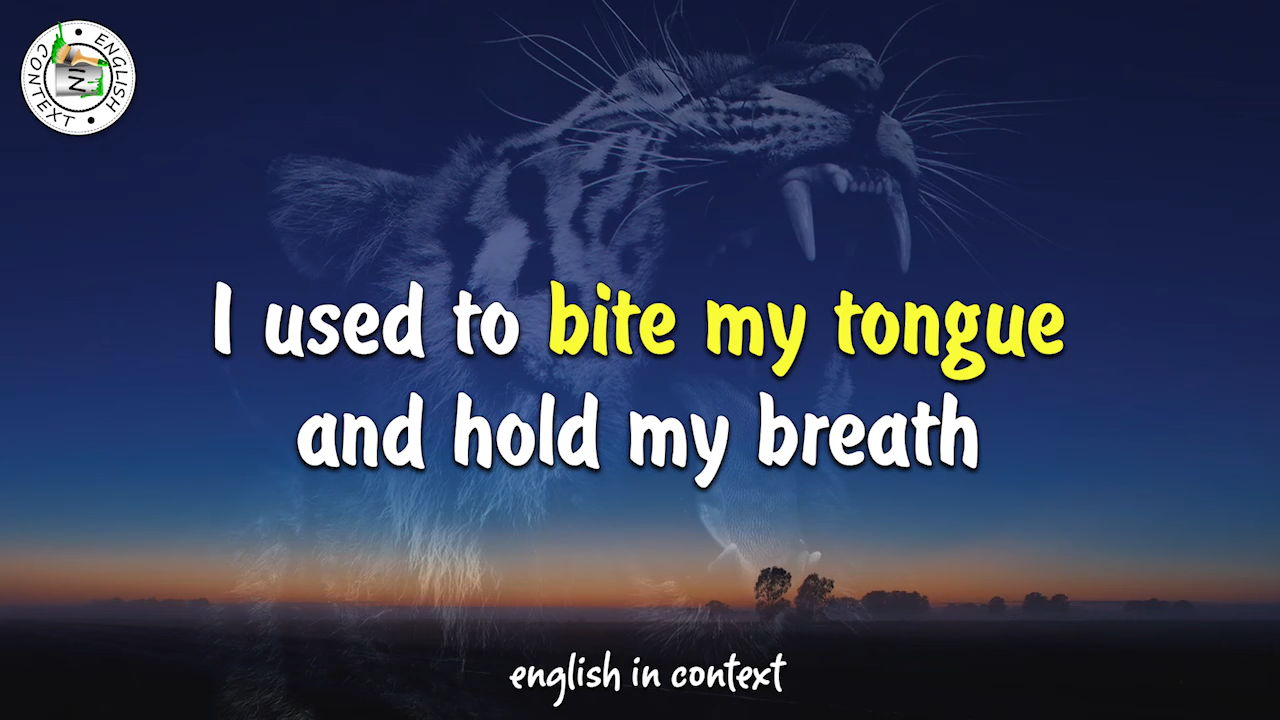 ENGLISH
CONTEXT
IN
I used to bite my tongue
and hold my breath
english in context